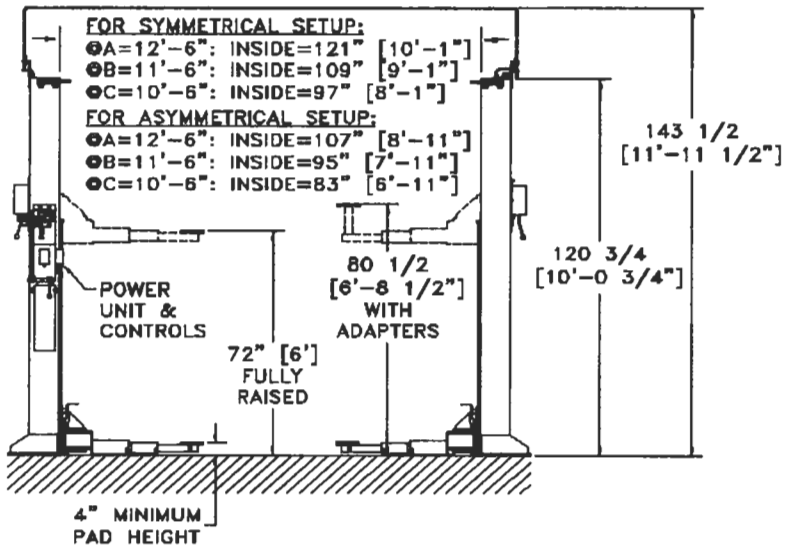 FOR SYMMETRICAL SETUP:
A=12'-6": INSIDE=121" [10'-1"]
B=11'-6": INSIDE=109" [9'-1"]
C=10'-6": INSIDE=97" [8'-1"]
FOR ASYMMETRICAL SETUP:
A=12'-6": INSIDE=107" [8'-11"]
B=11'-6": INSIDE=95" [7'-11"]
C=10'-6": INSIDE=83" [6'-11"]
143 1/2
[11'-11 1/2"]
120 3/4
[10'-0 3/4"]
80 1/2
[6'-8 1/2"]
WITH
ADAPTERS
POWER
UNIT &
CONTROLS
72" [6']
FULLY
RAISED
4" MINIMUM
PAD HEIGHT